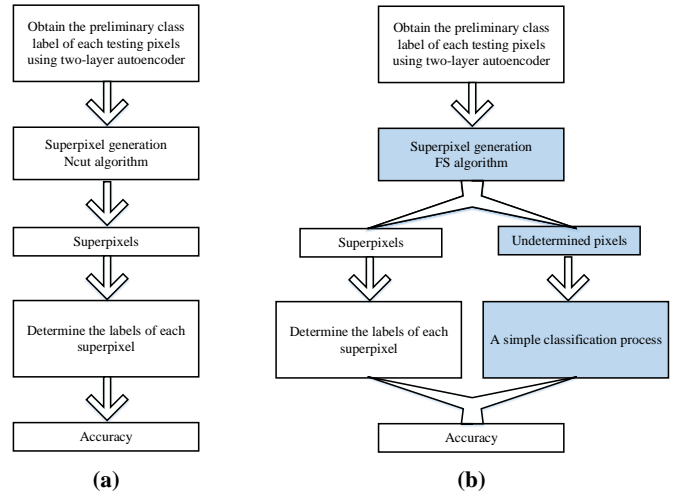 Obtain the preliminary class
label of each testing pixels
using two-layer autoencoder
Superpixel generation
Ncut algorithm
Superpixels
Determine the labels of each
superpixel
Accuracy
(a)
Obtain the preliminary class
label of each testing pixels
using two-layer autoencoder
Superpixel generation
FS algorithm
Superpixels
Undetermined pixels
Determine the labels of each
superpixel
A simple classification process
Accuracy
(b)